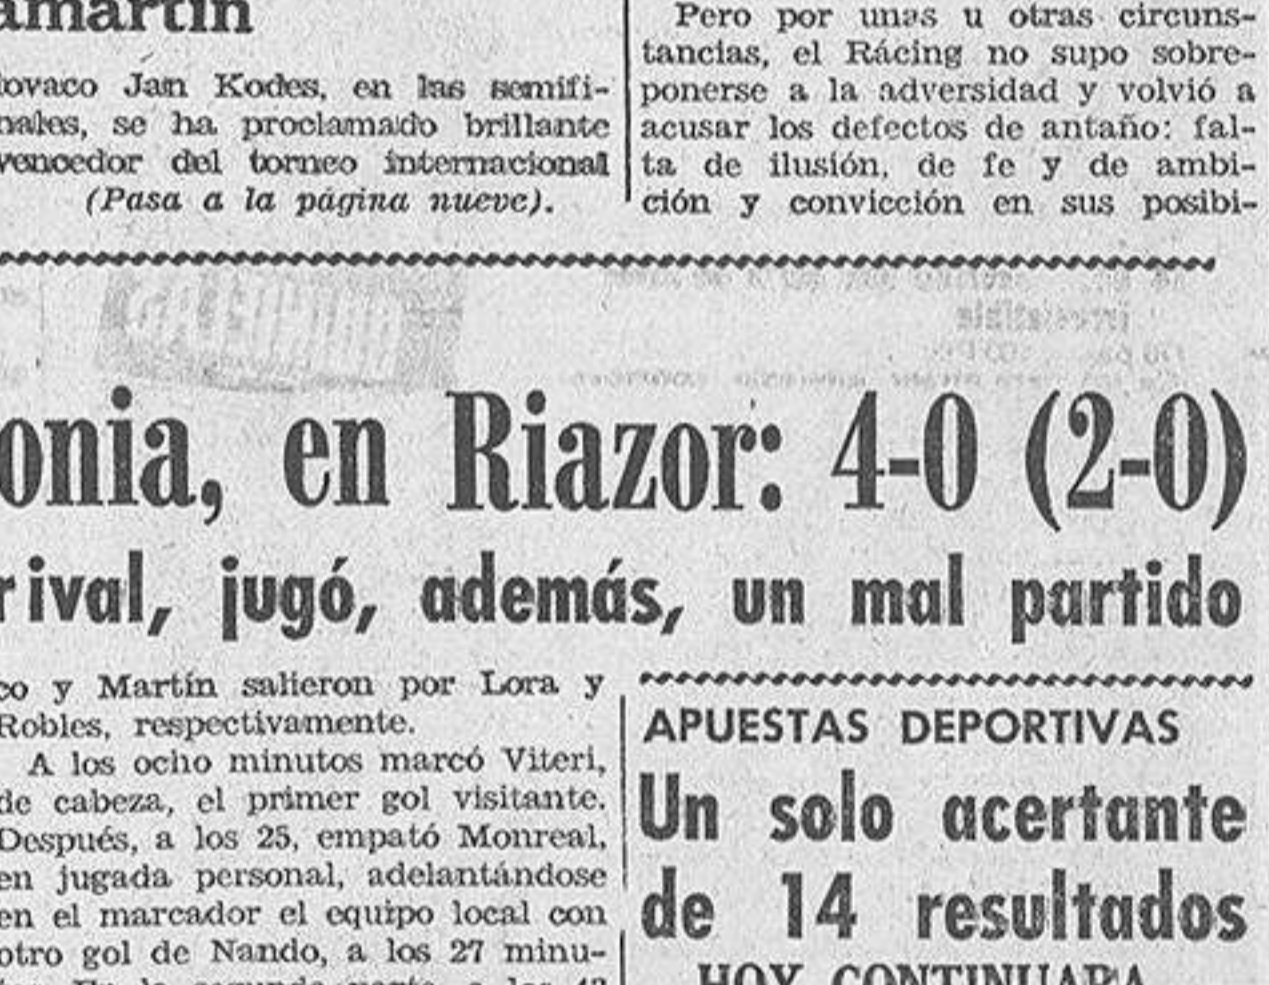 amartín
lovaco Jan Kodes, en las semifi-
nales, se ha proclamado brillante
vencedor del torneo internacional
(Pasa a la página nueve).
Pero por unas u otras circuns-
tancias, el Rácing no supo sobre-
ponerse a la adversidad y volvió a
acusar los defectos de antaño: fal-
ta de ilusión, de fe y de ambi-
ción y convicción en sus posibi-
onia, en Riazor: 4-0 (2-0)
rival, jugó, además, un mal partido
co y Martín salieron por Lora y
Robles, respectivamente.
A los ocho minutos marcó Viteri,
de cabeza, el primer gol visitante.
Después, a los 25, empató Monreal,
en jugada personal, adelantándose
en el marcador el equipo local con
otro gol de Nando, a los 27 minu-
APUESTAS DEPORTIVAS
Un solo acertante
de 14 resultados
HOY CONTINUARA